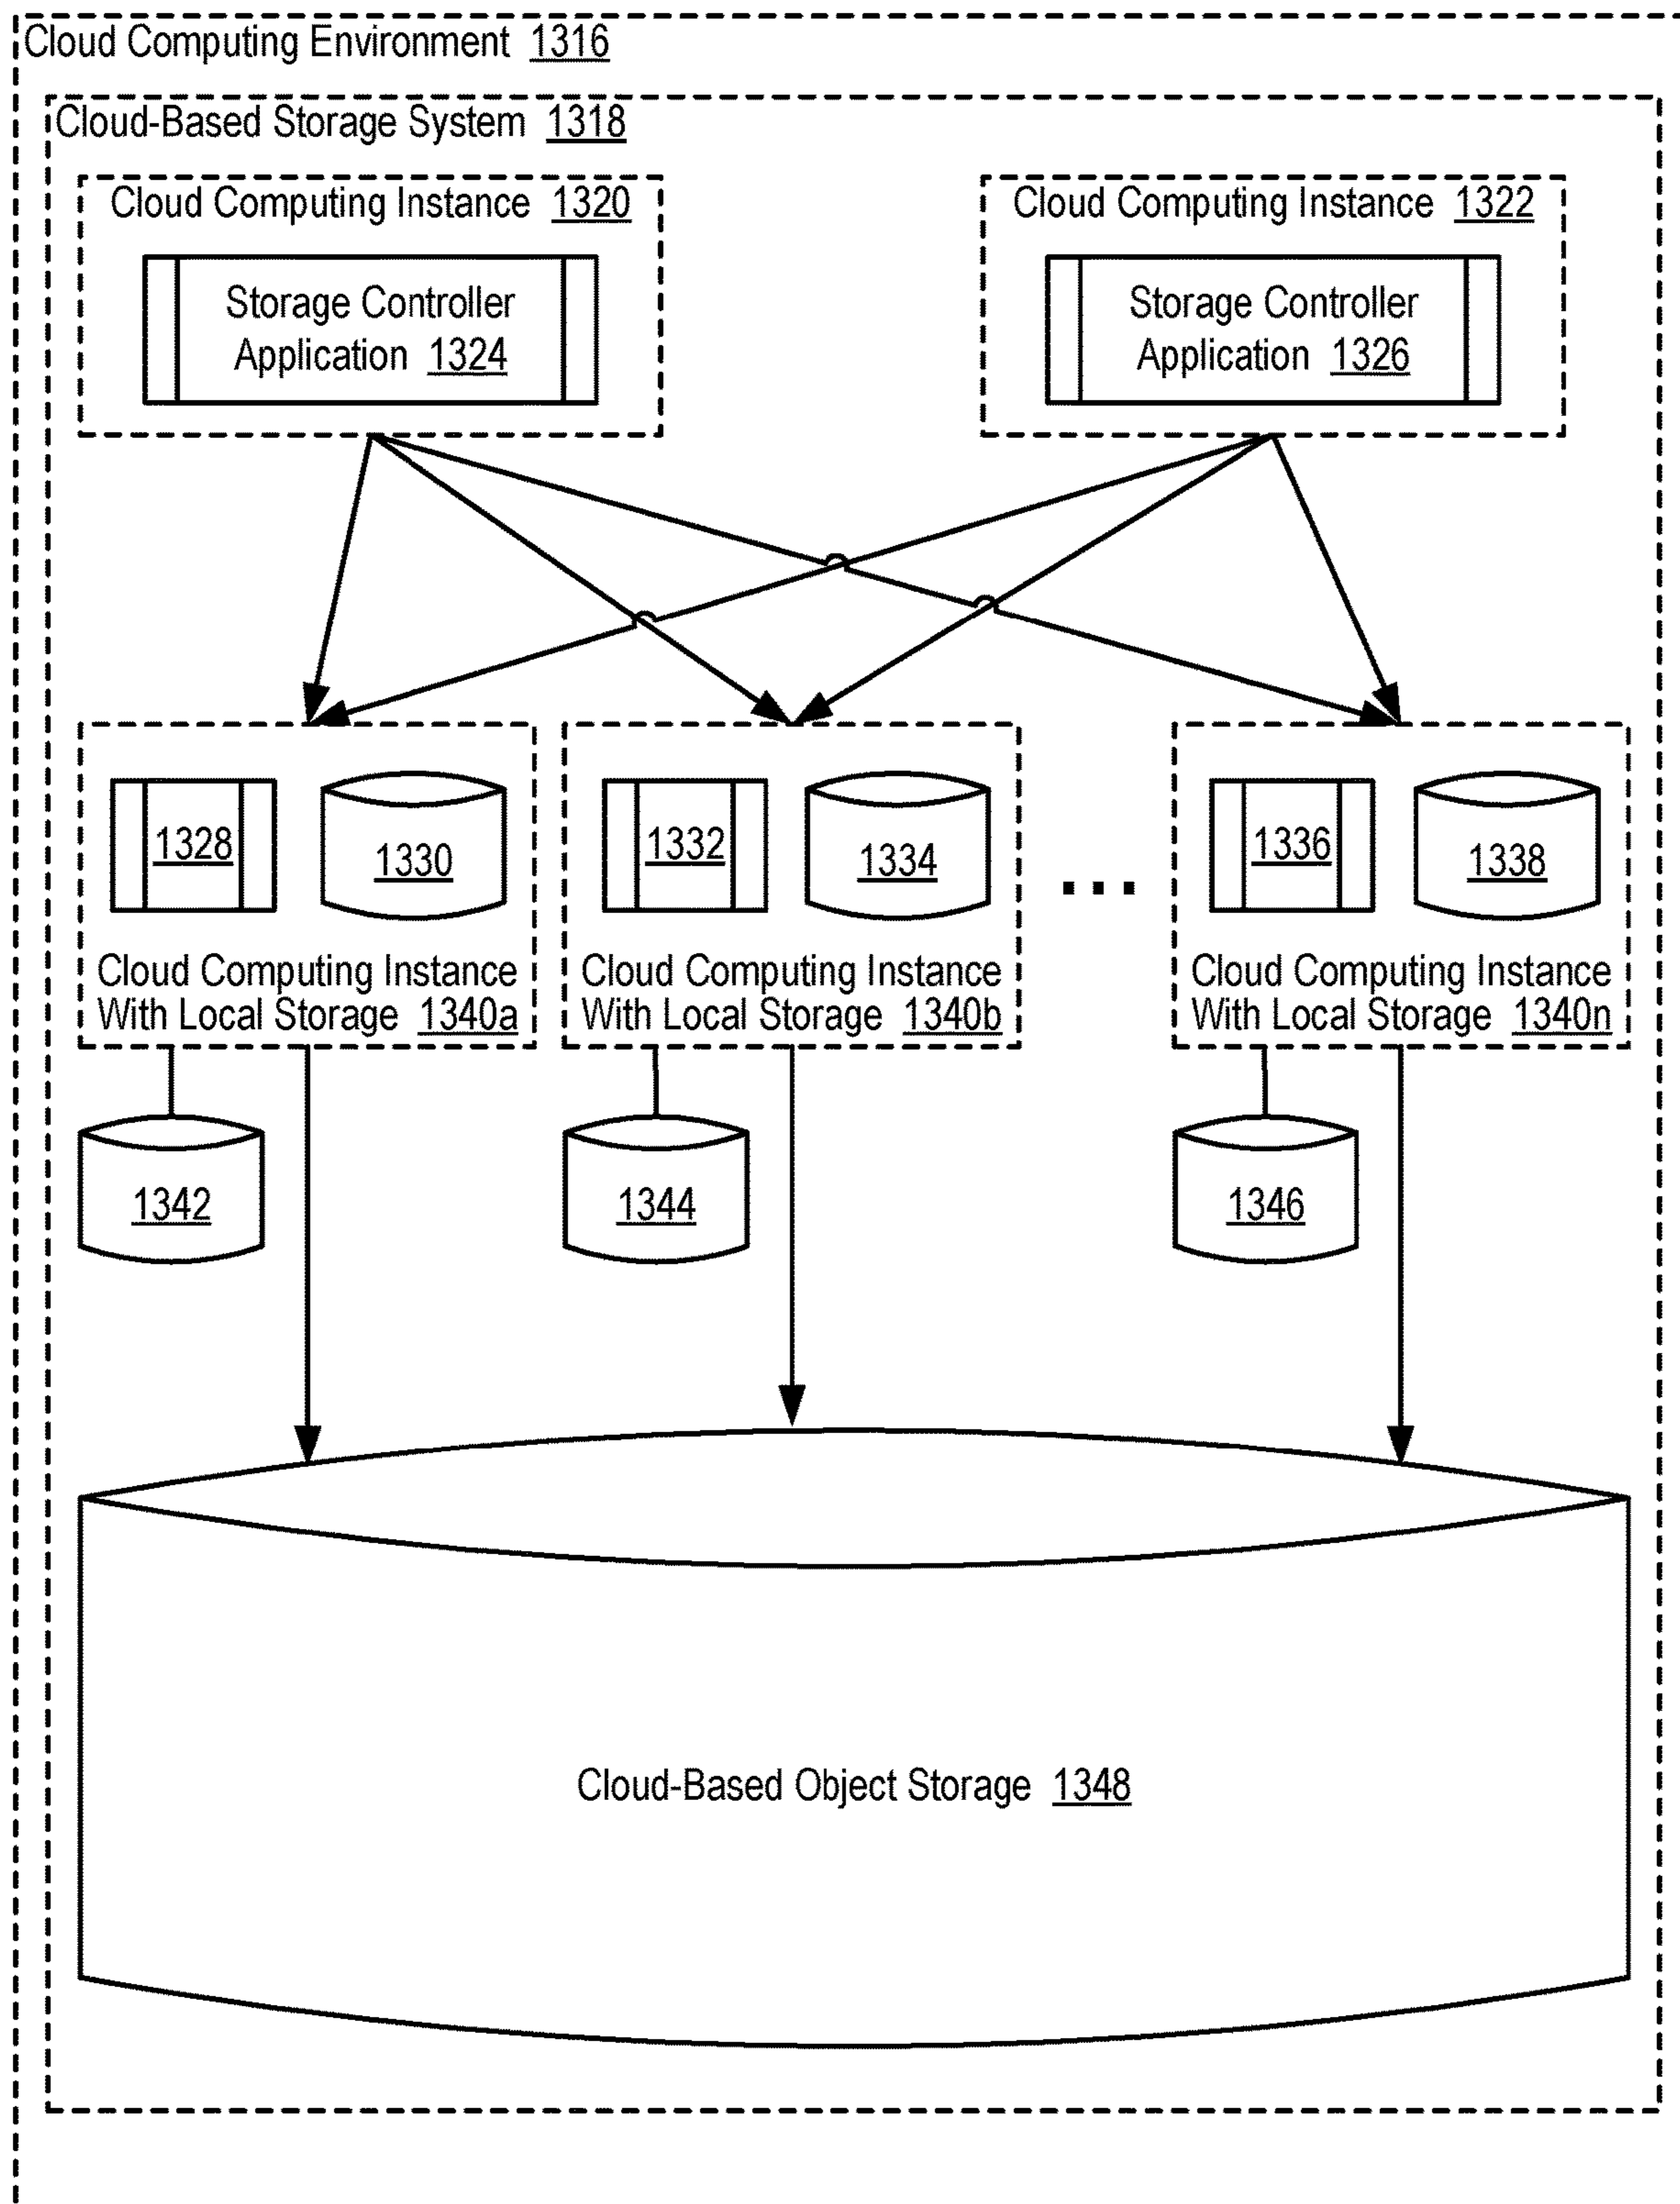 Cloud Computing Environment 1316
Cloud-Based Storage System 1318
Cloud Computing Instance 1320
Storage Controller
Application 1324
Cloud Computing Instance 1322
Storage Controller
Application 1326
1328
1330
Cloud Computing Instance
With Local Storage 1340a
1332
1334
Cloud Computing Instance
With Local Storage 1340b
...
1336
1338
Cloud Computing Instance
With Local Storage 1340n
1342
1344
1346
Cloud-Based Object Storage 1348